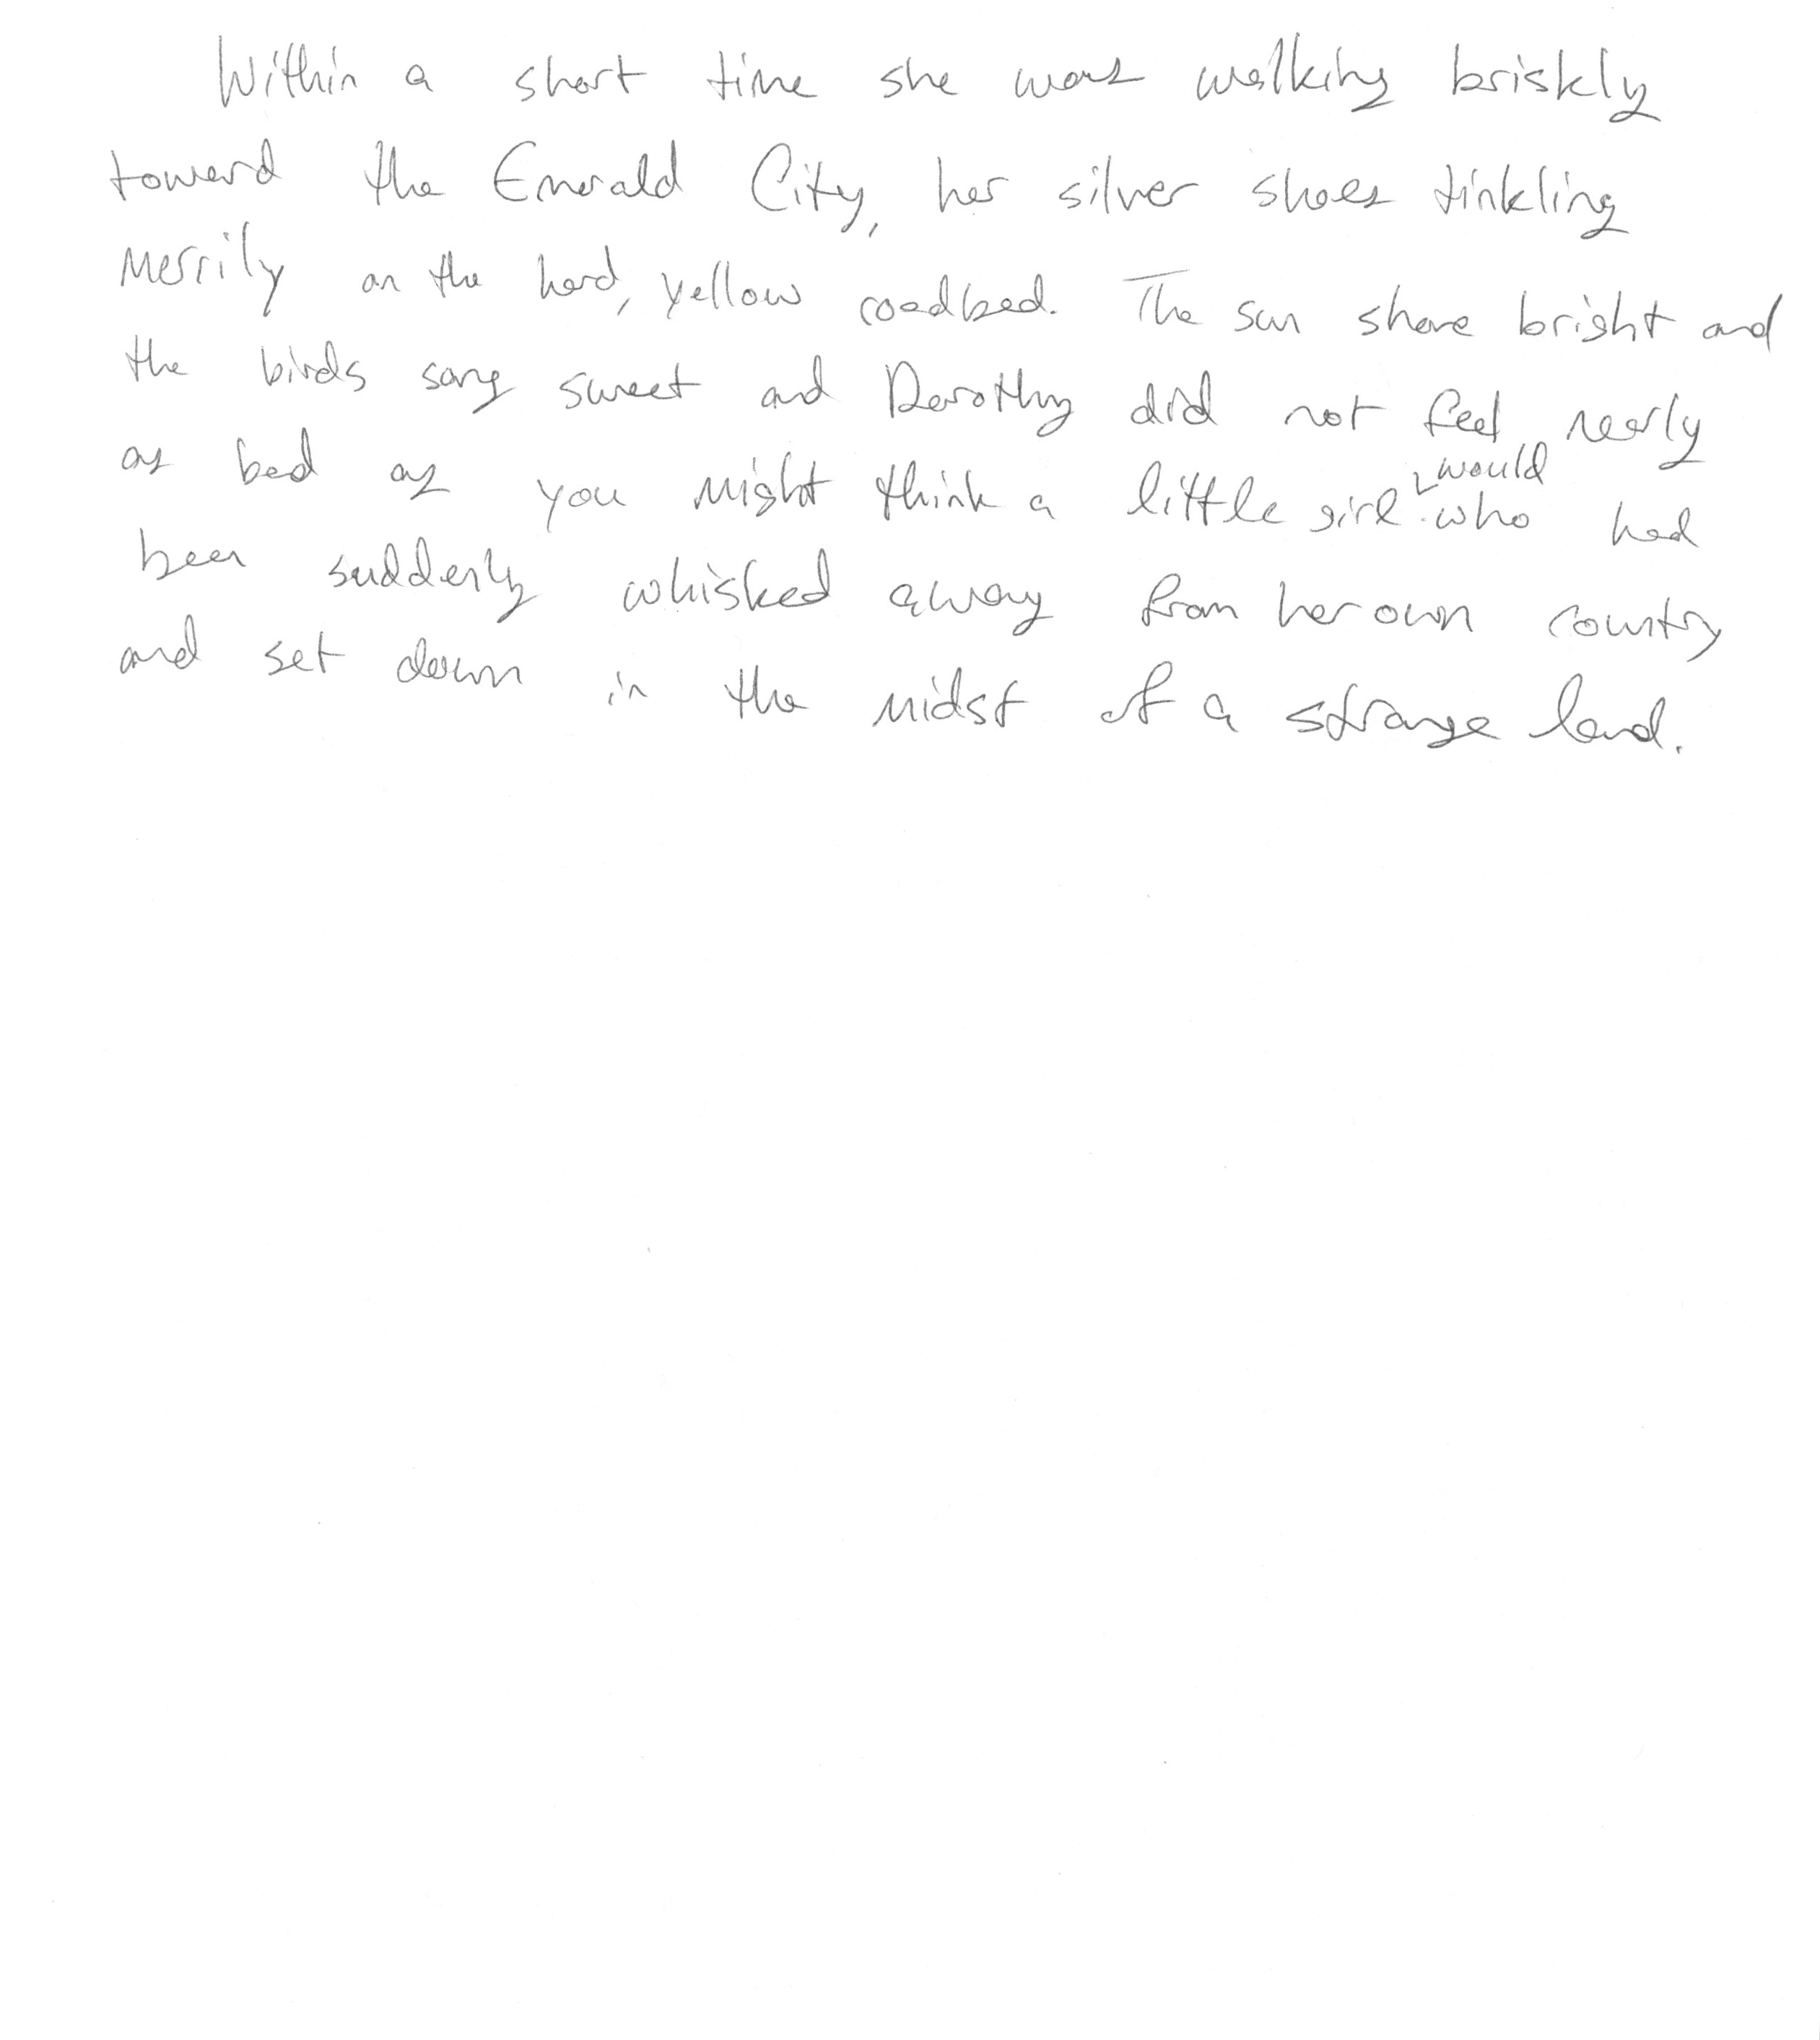 Within a short time she was walking briskly
toward the Emerald City, her silver shoes tinkling
merrily on the hard, yellow roadbed. The sun shone bright and
the birds sang sweet and Dorothy did not feel nearly
as bad as you might think a little girl would who had
been suddenly whisked away from her own country
and set down in the midst of a strange land.